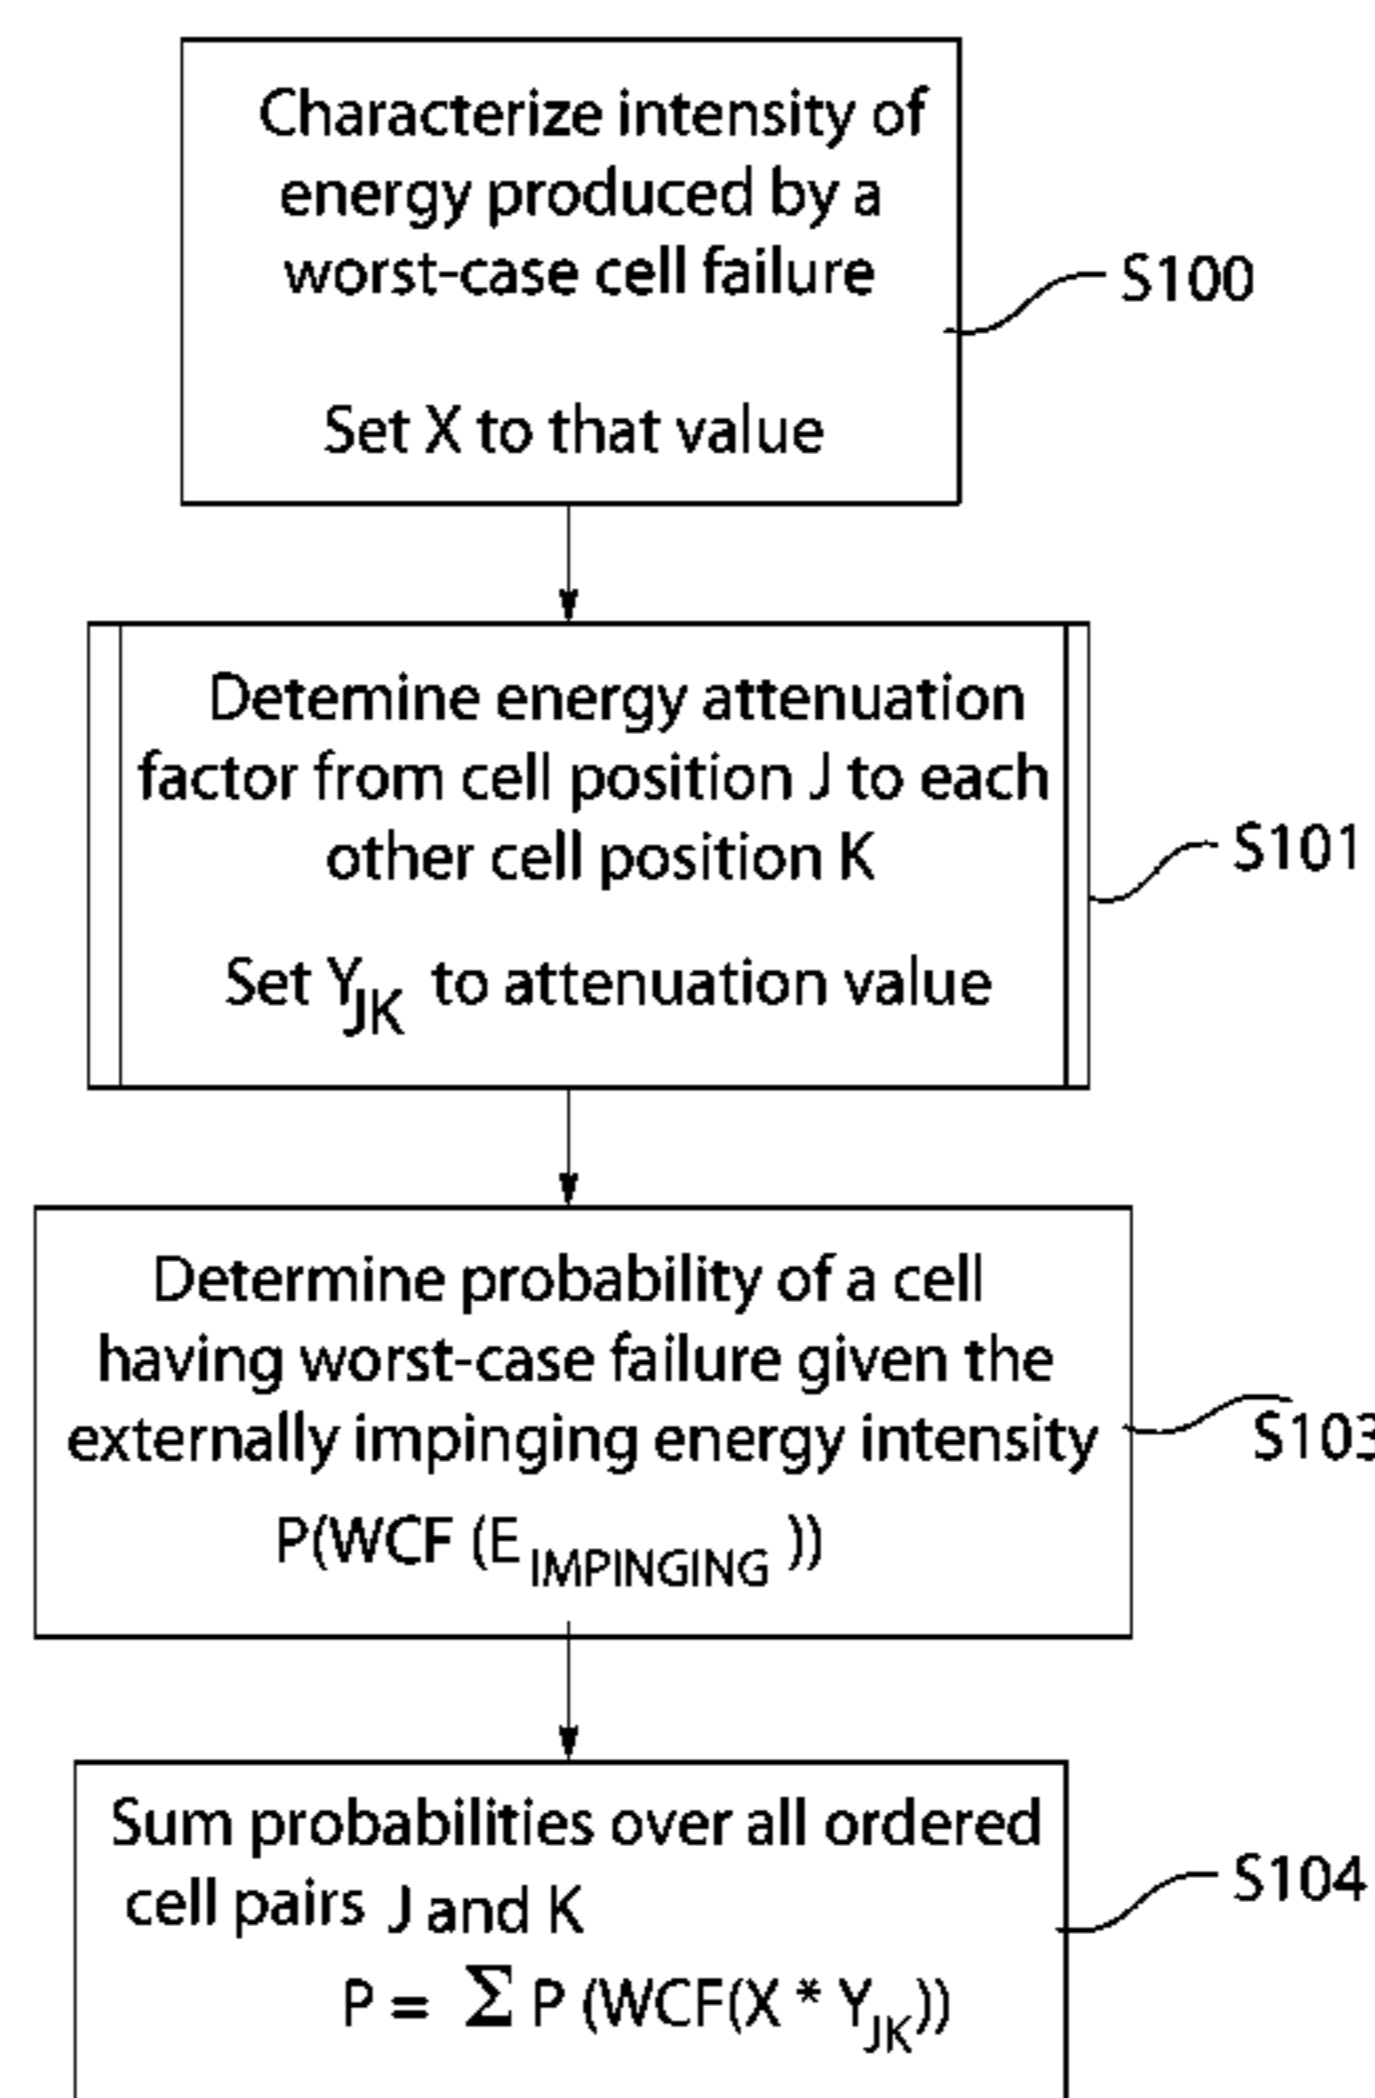 Characterize intensity of
energy produced by a
worst-case cell failure
Set X to that value
S100
Detemine energy attenuation
factor from cell position J to each
other cell position K
Set Y_JK to attenuation value
S101
Determine probability of a cell
having worst-case failure given the
externally impinging energy intensity
P(WCF (E_IMPINGING))
S103
Sum probabilities over all ordered
cell pairs J and K
P = Σ P (WCF(X * Y_JK))
S104